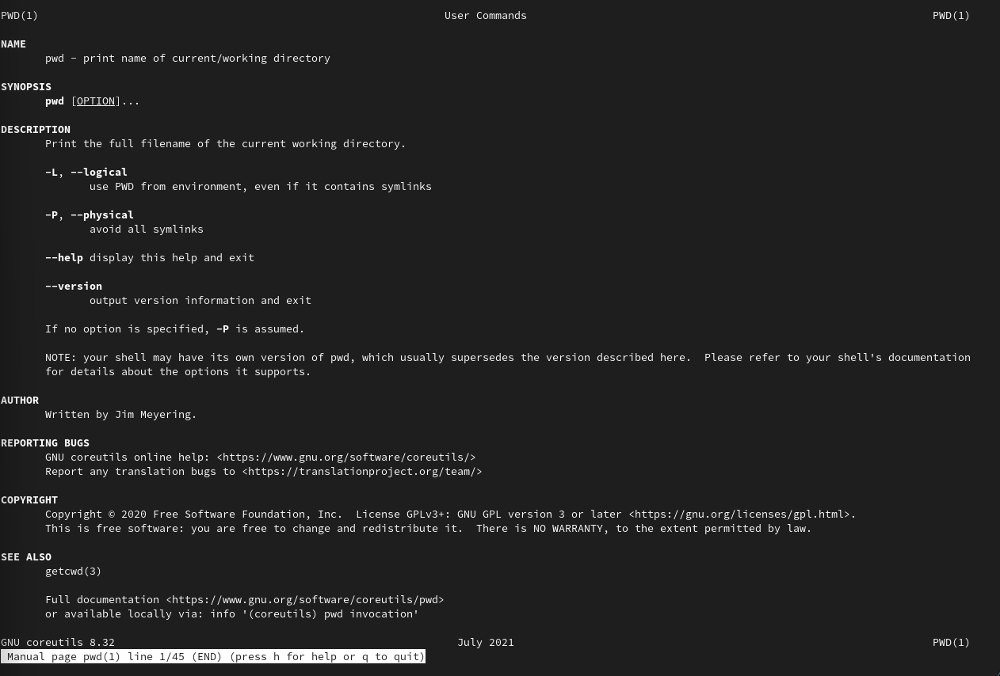 PWD(1) User Commands PWD(1)
NAME
pwd - print name of current/working directory
SYNOPSIS
pwd [OPTION]...
DESCRIPTION
Print the full filename of the current working directory.
-L, --logical
use PWD from environment, even if it contains symlinks
-P, --physical
avoid all symlinks
--help display this help and exit
--version
output version information and exit
If no option is specified, -P is assumed.
NOTE: your shell may have its own version of pwd, which usually supersedes the version described here.  Please refer to your shell's documentation
for details about the options it supports.
AUTHOR
Written by Jim Meyering.
REPORTING BUGS
GNU coreutils online help: <https://www.gnu.org/software/coreutils/>
Report any translation bugs to <https://translationproject.org/team/>
COPYRIGHT
Copyright © 2020 Free Software Foundation, Inc.  License GPLv3+: GNU GPL version 3 or later <https://gnu.org/licenses/gpl.html>.
This is free software: you are free to change and redistribute it.  There is NO WARRANTY, to the extent permitted by law.
SEE ALSO
getcwd(3)
Full documentation <https://www.gnu.org/software/coreutils/pwd>
or available locally via: info '(coreutils) pwd invocation'
GNU coreutils 8.32 July 2021 PWD(1)
Manual page pwd(1) line 1/45 (END) (press h for help or q to quit)